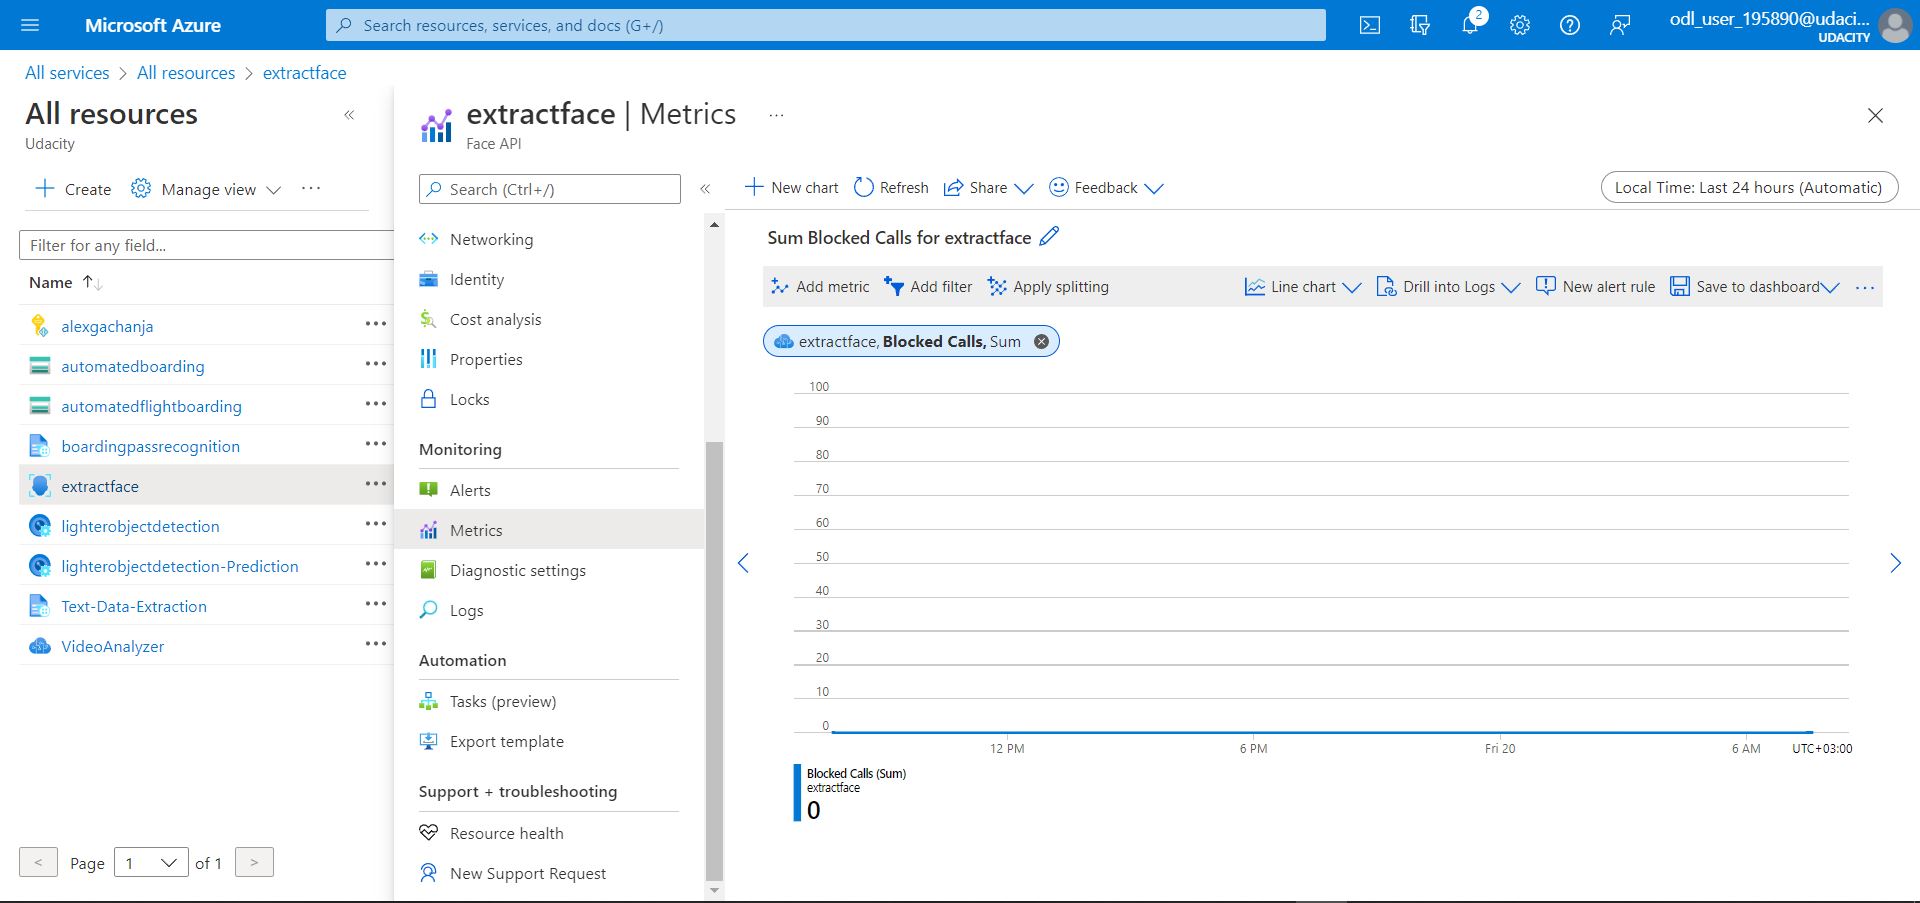 Microsoft Azure
Search resources, services, and docs (G+/)
2
odl_user_195890@udaci...
UDACITY
All services > All resources > extractface
All resources
Udacity
«
Create
Manage view
...
Filter for any field...
Name
alexgachanja
automatedboarding
automatedflightboarding
boardingpassrecognition
extractface
lighterobjectdetection
lighterobjectdetection-Prediction
Text-Data-Extraction
VideoAnalyzer
< Page 1 of 1 >
extractface | Metrics
...
Face API
Search (Ctrl+/)
«
Networking
Identity
Cost analysis
Properties
Locks
Monitoring
Alerts
Metrics
Diagnostic settings
Logs
Automation
Tasks (preview)
Export template
Support + troubleshooting
Resource health
New Support Request
New chart
Refresh
Share
Feedback
Local Time: Last 24 hours (Automatic)
Sum Blocked Calls for extractface
Add metric
Add filter
Apply splitting
Line chart
Drill into Logs
New alert rule
Save to dashboard
...
extractface, Blocked Calls, Sum
100
90
80
70
60
50
40
30
20
10
0
12 PM 6 PM Fri 20 6 AM UTC+03:00
Blocked Calls (Sum)
extractface
0